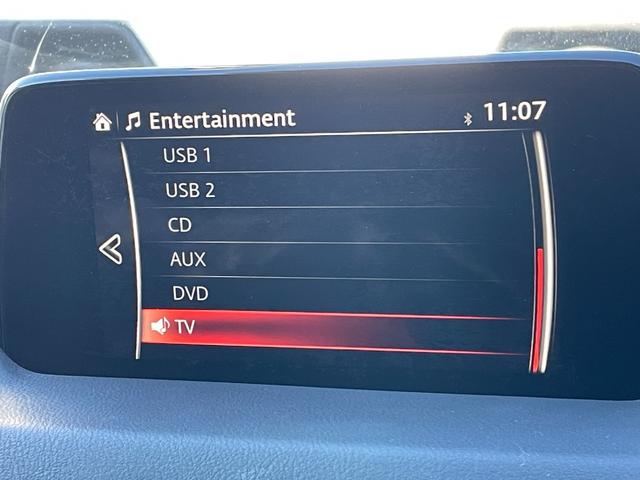 Entertainment 11:07
USB 1
USB 2
CD
AUX
DVD
TV